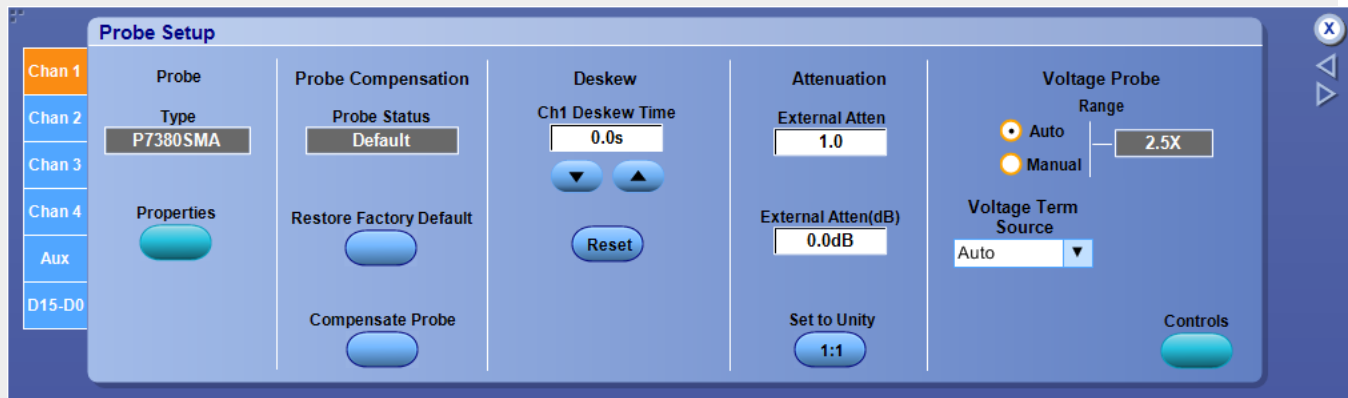 Probe Setup
X
Chan 1
Chan 2
Chan 3
Chan 4
Aux
D15-D0
Probe
Type
P7380SMA
Properties
Probe Compensation
Probe Status
Default
Restore Factory Default
Compensate Probe
Deskew
Ch1 Deskew Time
0.0s
Reset
Attenuation
External Atten
1.0
External Atten(dB)
0.0dB
Set to Unity
1:1
Voltage Probe
Range
Auto
Manual
2.5X
Voltage Term
Source
Auto
Controls